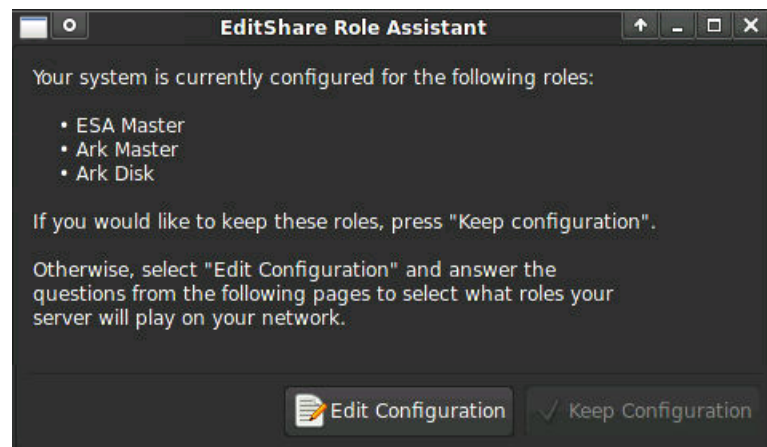 EditShare Role Assistant
Your system is currently configured for the following roles:
• ESA Master
• Ark Master
• Ark Disk
If you would like to keep these roles, press "Keep configuration".
Otherwise, select "Edit Configuration" and answer the
questions from the following pages to select what roles your
server will play on your network.
Edit Configuration
Keep Configuration